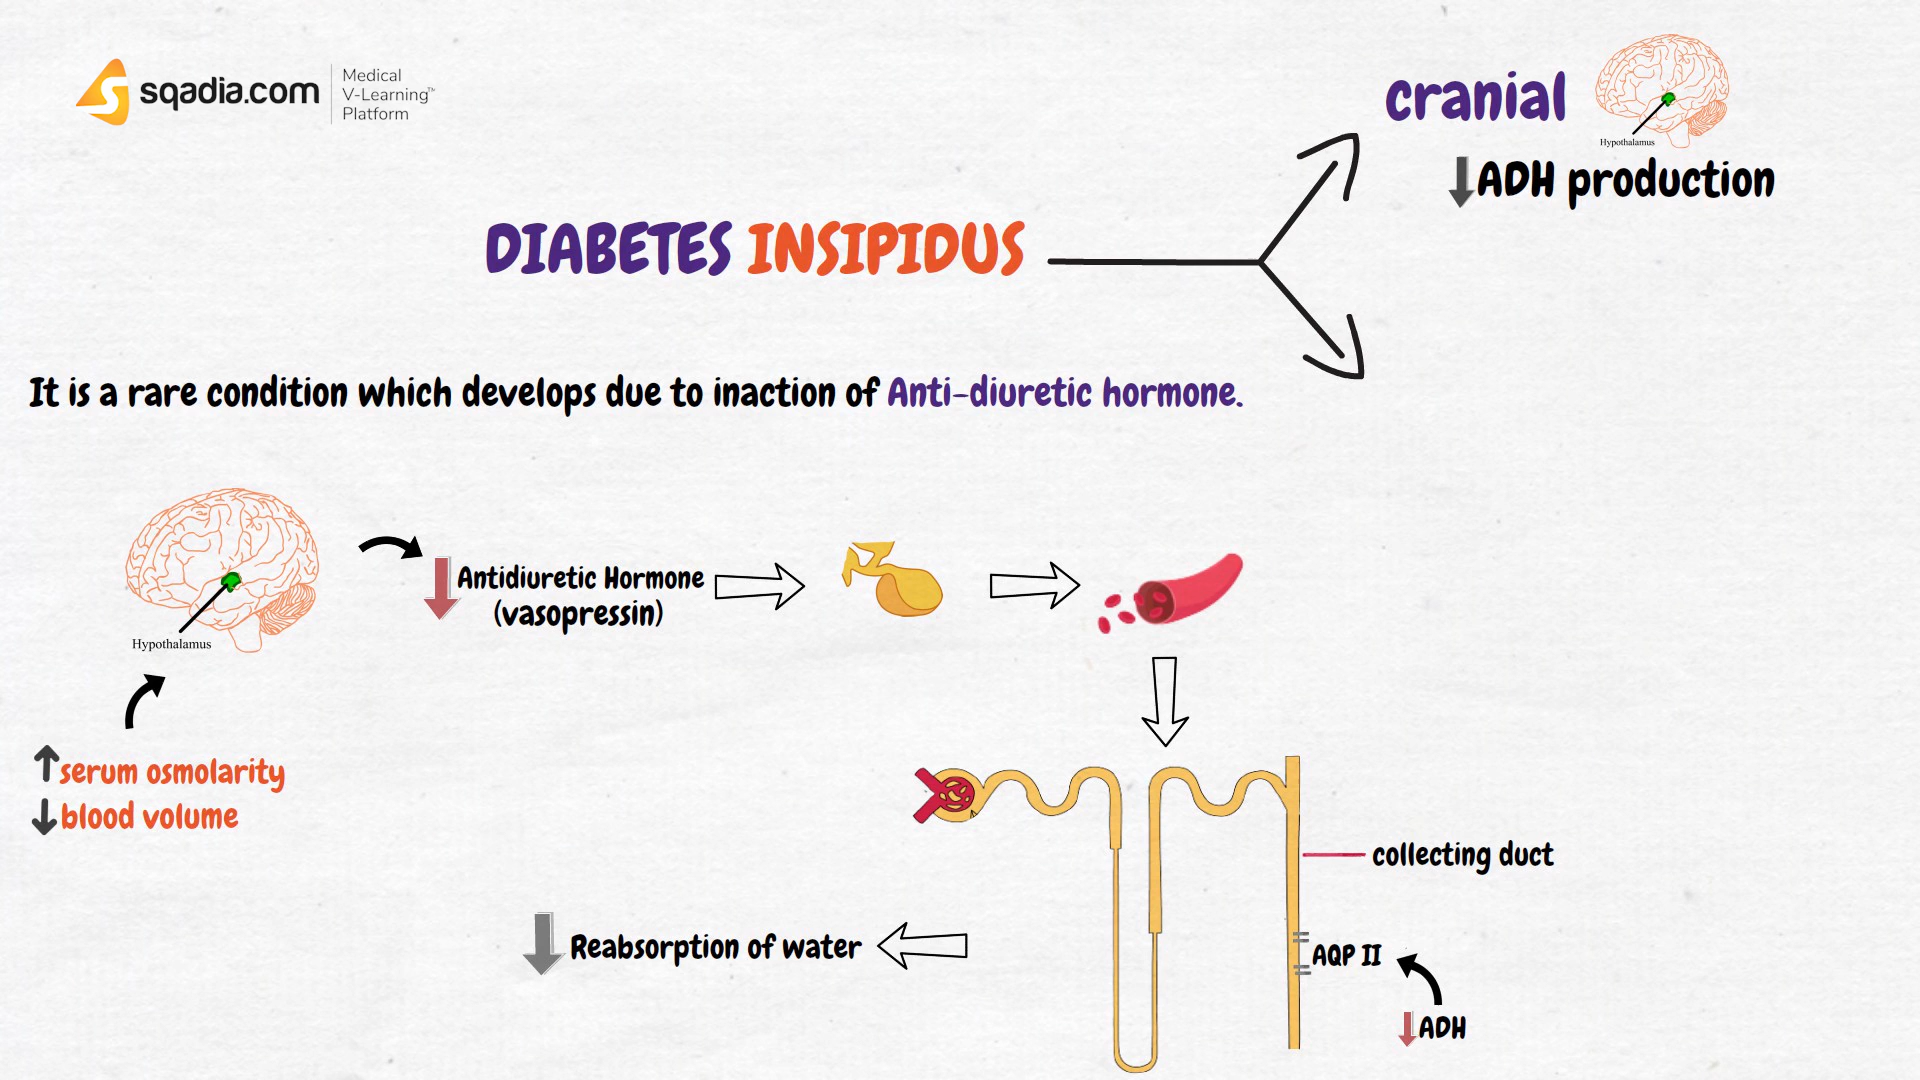 sqadia.com
Medical
V-Learning™
Platform
cranial
Hypothalamus
ADH production
DIABETES INSIPIDUS
It is a rare condition which develops due to inaction of Anti-diuretic hormone.
Hypothalamus
Antidiuretic Hormone
(vasopressin)
serum osmolarity
blood volume
collecting duct
Reabsorption of water
AQP II
ADH